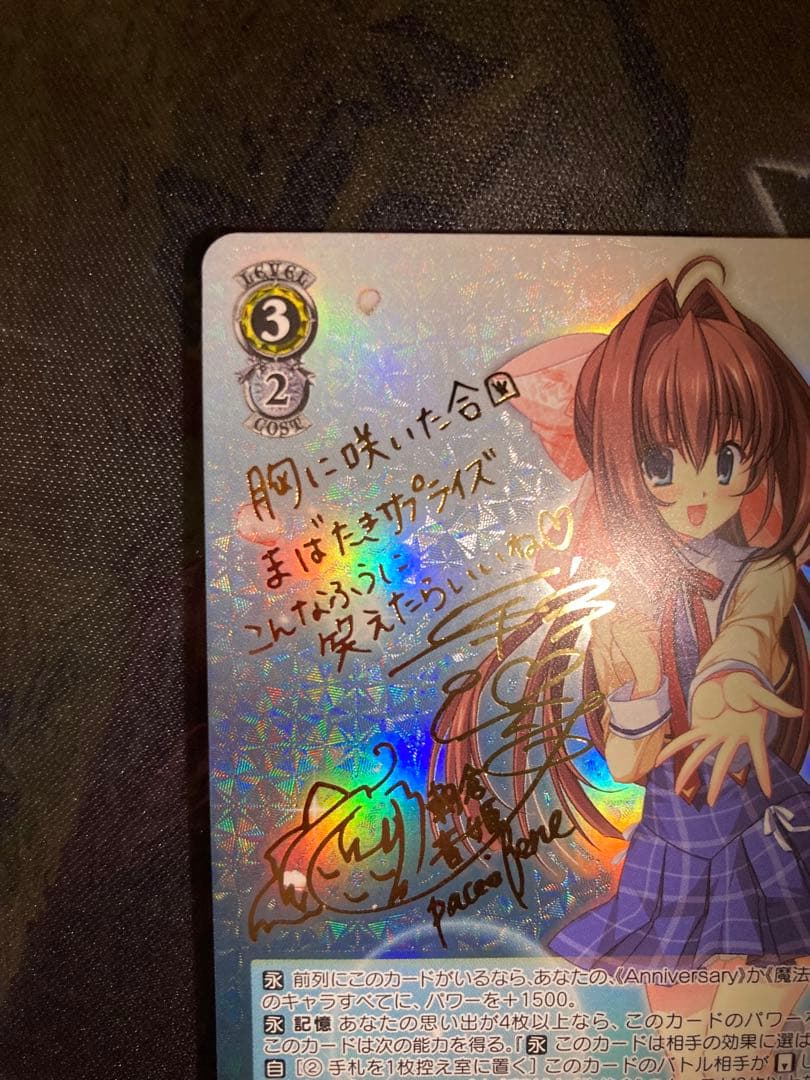 LEVEL
3
2
COST
胸に咲いた合図
まばたきサプライズ
こんなふうに
笑えたらいいね♡
朝倉
音姫
永 前列にこのカードがいるなら、あなたの、《Anniversary》か《魔法
のキャラすべてに、パワーを+1500。
永 記憶 あなたの思い出が4枚以上なら、このカードのパワーを
このカードは次の能力を得る。『永 このカードは相手の効果に選ば
自 [② 手札を1枚控え室に置く] このカードのバトル相手が